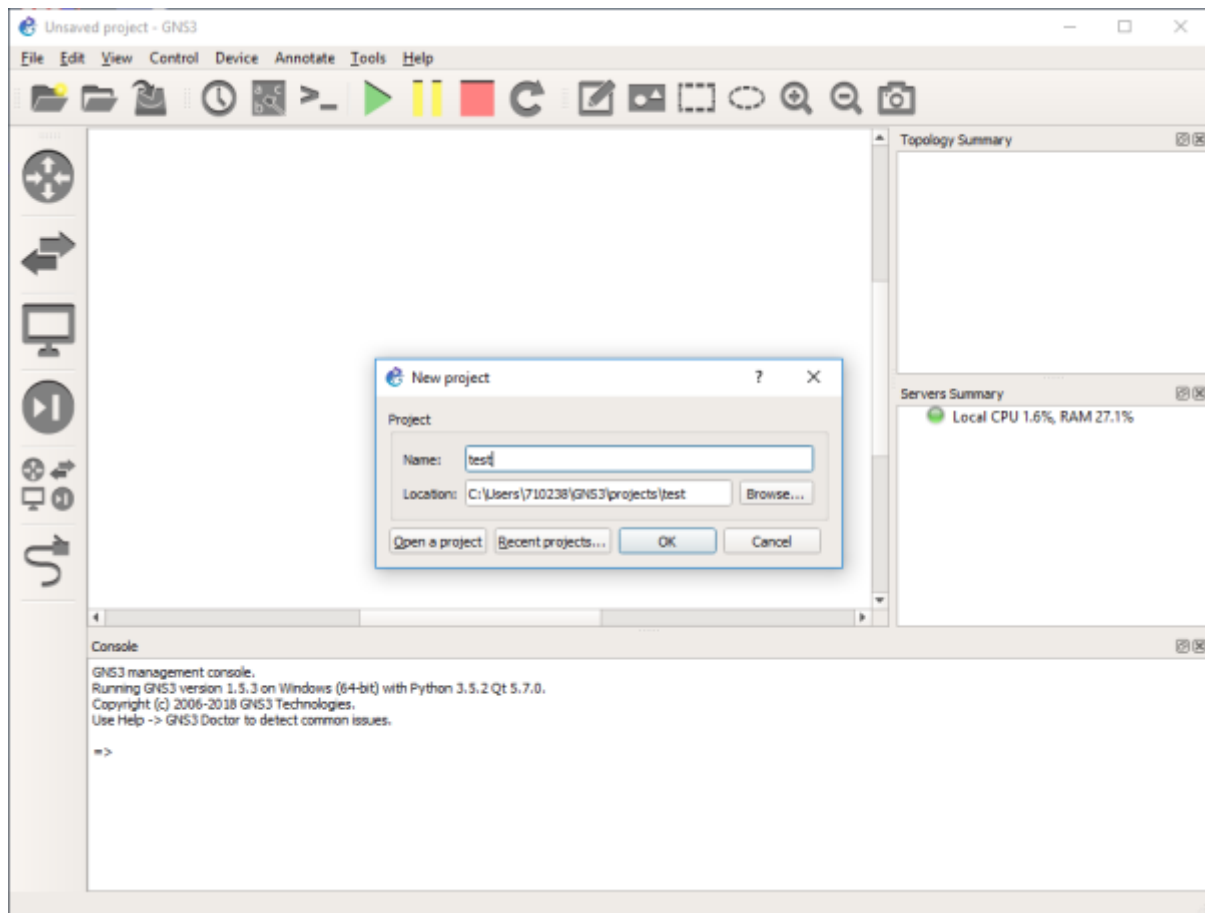 Unsaved project - GNS3
File Edit View Control Device Annotate Tools Help
Topology Summary
New project
?
Project
Name: test
Location: C:\Users\710238\GNS3\projects\test Browse...
Open a project Recent projects... OK Cancel
Servers Summary
Local CPU 1.6%, RAM 27.1%
Console
GNS3 management console.
Running GNS3 version 1.5.3 on Windows (64-bit) with Python 3.5.2 Qt 5.7.0.
Copyright (c) 2006-2018 GNS3 Technologies.
Use Help -> GNS3 Doctor to detect common issues.
=>